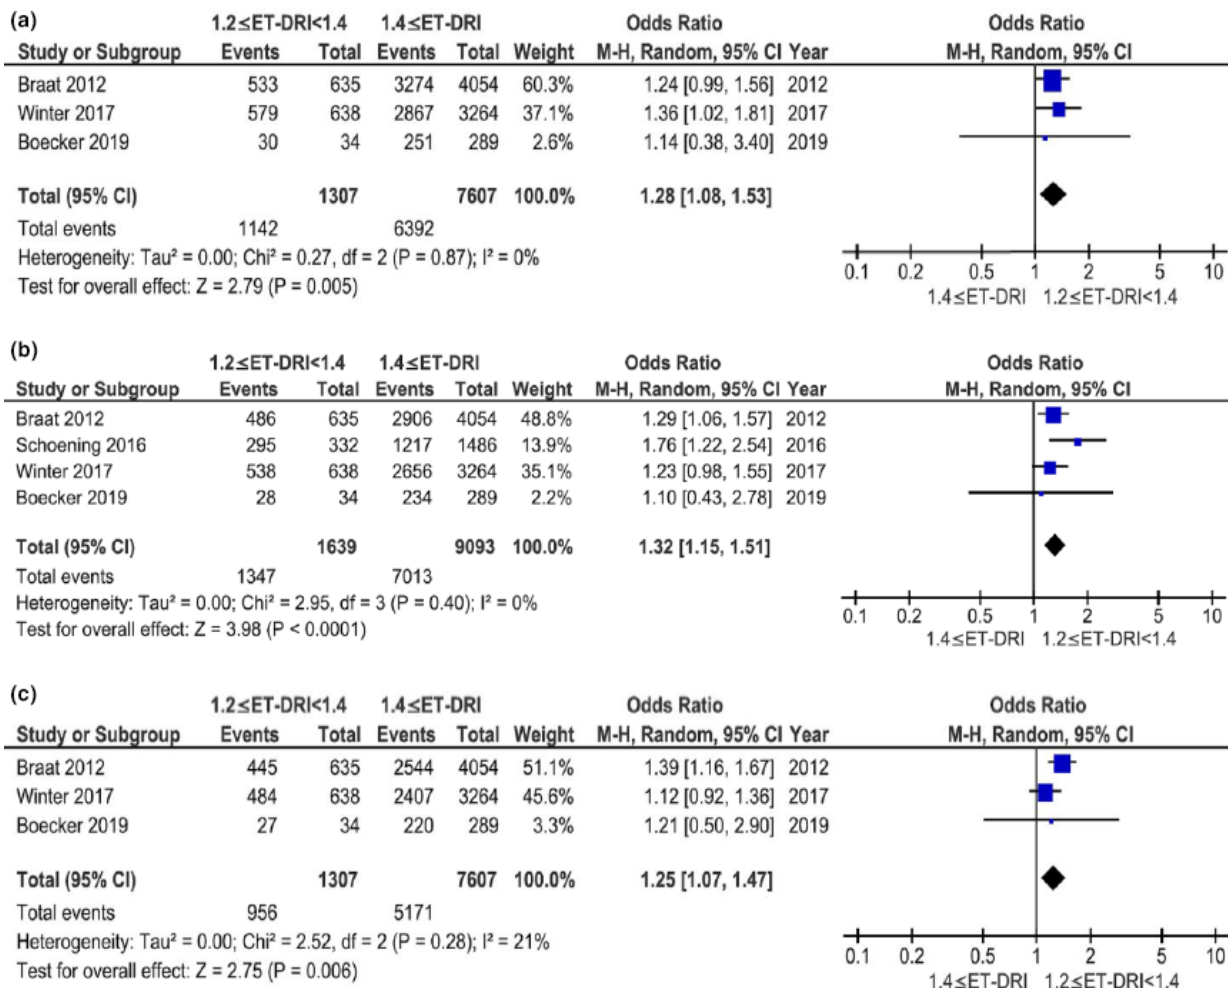 (a)
1.2≤ET-DRI<1.4 1.4≤ET-DRI Odds Ratio Odds Ratio
Study or Subgroup Events Total Events Total Weight M-H, Random, 95% CI Year M-H, Random, 95% CI
Braat 2012 533 635 3274 4054 60.3% 1.24 [0.99, 1.56] 2012
Winter 2017 579 638 2867 3264 37.1% 1.36 [1.02, 1.81] 2017
Boecker 2019 30 34 251 289 2.6% 1.14 [0.38, 3.40] 2019
Total (95% CI) 1307 7607 100.0% 1.28 [1.08, 1.53]
Total events 1142 6392
Heterogeneity: Tau² = 0.00; Chi² = 0.27, df = 2 (P = 0.87); I² = 0%
Test for overall effect: Z = 2.79 (P = 0.005)
0.1 0.2 0.5 1 2 5 10
1.4≤ET-DRI 1.2≤ET-DRI<1.4
(b)
1.2≤ET-DRI<1.4 1.4≤ET-DRI Odds Ratio Odds Ratio
Study or Subgroup Events Total Events Total Weight M-H, Random, 95% CI Year M-H, Random, 95% CI
Braat 2012 486 635 2906 4054 48.8% 1.29 [1.06, 1.57] 2012
Schoening 2016 295 332 1217 1486 13.9% 1.76 [1.22, 2.54] 2016
Winter 2017 538 638 2656 3264 35.1% 1.23 [0.98, 1.55] 2017
Boecker 2019 28 34 234 289 2.2% 1.10 [0.43, 2.78] 2019
Total (95% CI) 1639 9093 100.0% 1.32 [1.15, 1.51]
Total events 1347 7013
Heterogeneity: Tau² = 0.00; Chi² = 2.95, df = 3 (P = 0.40); I² = 0%
Test for overall effect: Z = 3.98 (P < 0.0001)
0.1 0.2 0.5 1 2 5 10
1.4≤ET-DRI 1.2≤ET-DRI<1.4
(c)
1.2≤ET-DRI<1.4 1.4≤ET-DRI Odds Ratio Odds Ratio
Study or Subgroup Events Total Events Total Weight M-H, Random, 95% CI Year M-H, Random, 95% CI
Braat 2012 445 635 2544 4054 51.1% 1.39 [1.16, 1.67] 2012
Winter 2017 484 638 2407 3264 45.6% 1.12 [0.92, 1.36] 2017
Boecker 2019 27 34 220 289 3.3% 1.21 [0.50, 2.90] 2019
Total (95% CI) 1307 7607 100.0% 1.25 [1.07, 1.47]
Total events 956 5171
Heterogeneity: Tau² = 0.00; Chi² = 2.52, df = 2 (P = 0.28); I² = 21%
Test for overall effect: Z = 2.75 (P = 0.006)
0.1 0.2 0.5 1 2 5 10
1.4≤ET-DRI 1.2≤ET-DRI<1.4